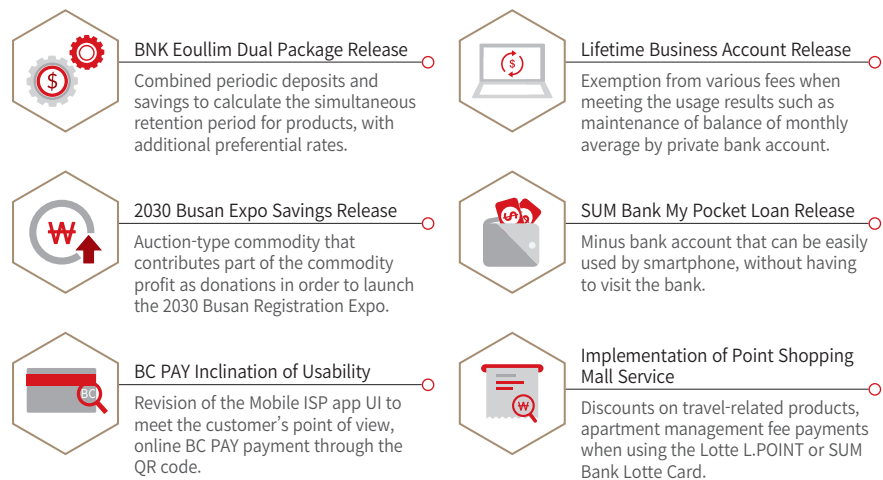 BNK Eoullim Dual Package Release
Combined periodic deposits and
savings to calculate the simultaneous
retention period for products, with
additional preferential rates.
$
Lifetime Business Account Release
Exemption from various fees when
meeting the usage results such as
maintenance of balance of monthly
average by private bank account.
$
2030 Busan Expo Savings Release
Auction-type commodity that
contributes part of the commodity
profit as donations in order to launch
the 2030 Busan Registration Expo.
₩
SUM Bank My Pocket Loan Release
Minus bank account that can be easily
used by smartphone, without having
to visit the bank.
$
BC PAY Inclination of Usability
Revision of the Mobile ISP app UI to
meet the customer's point of view,
online BC PAY payment through the
QR code.
BC
Implementation of Point Shopping
Mall Service
Discounts on travel-related products,
apartment management fee payments
when using the Lotte L.POINT or SUM
Bank Lotte Card.
₩